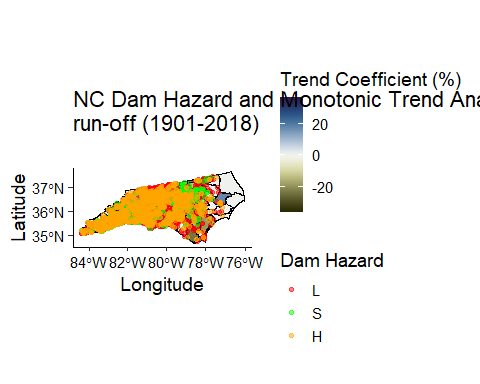 Trend Coefficient (%)
NC Dam Hazard and Monotonic Trend Ana
run-off (1901-2018)
20
0
-20
37°N
36°N
35°N
Latitude
84°W 82°W 80°W 78°W 76°W
Longitude
Dam Hazard
L
S
H